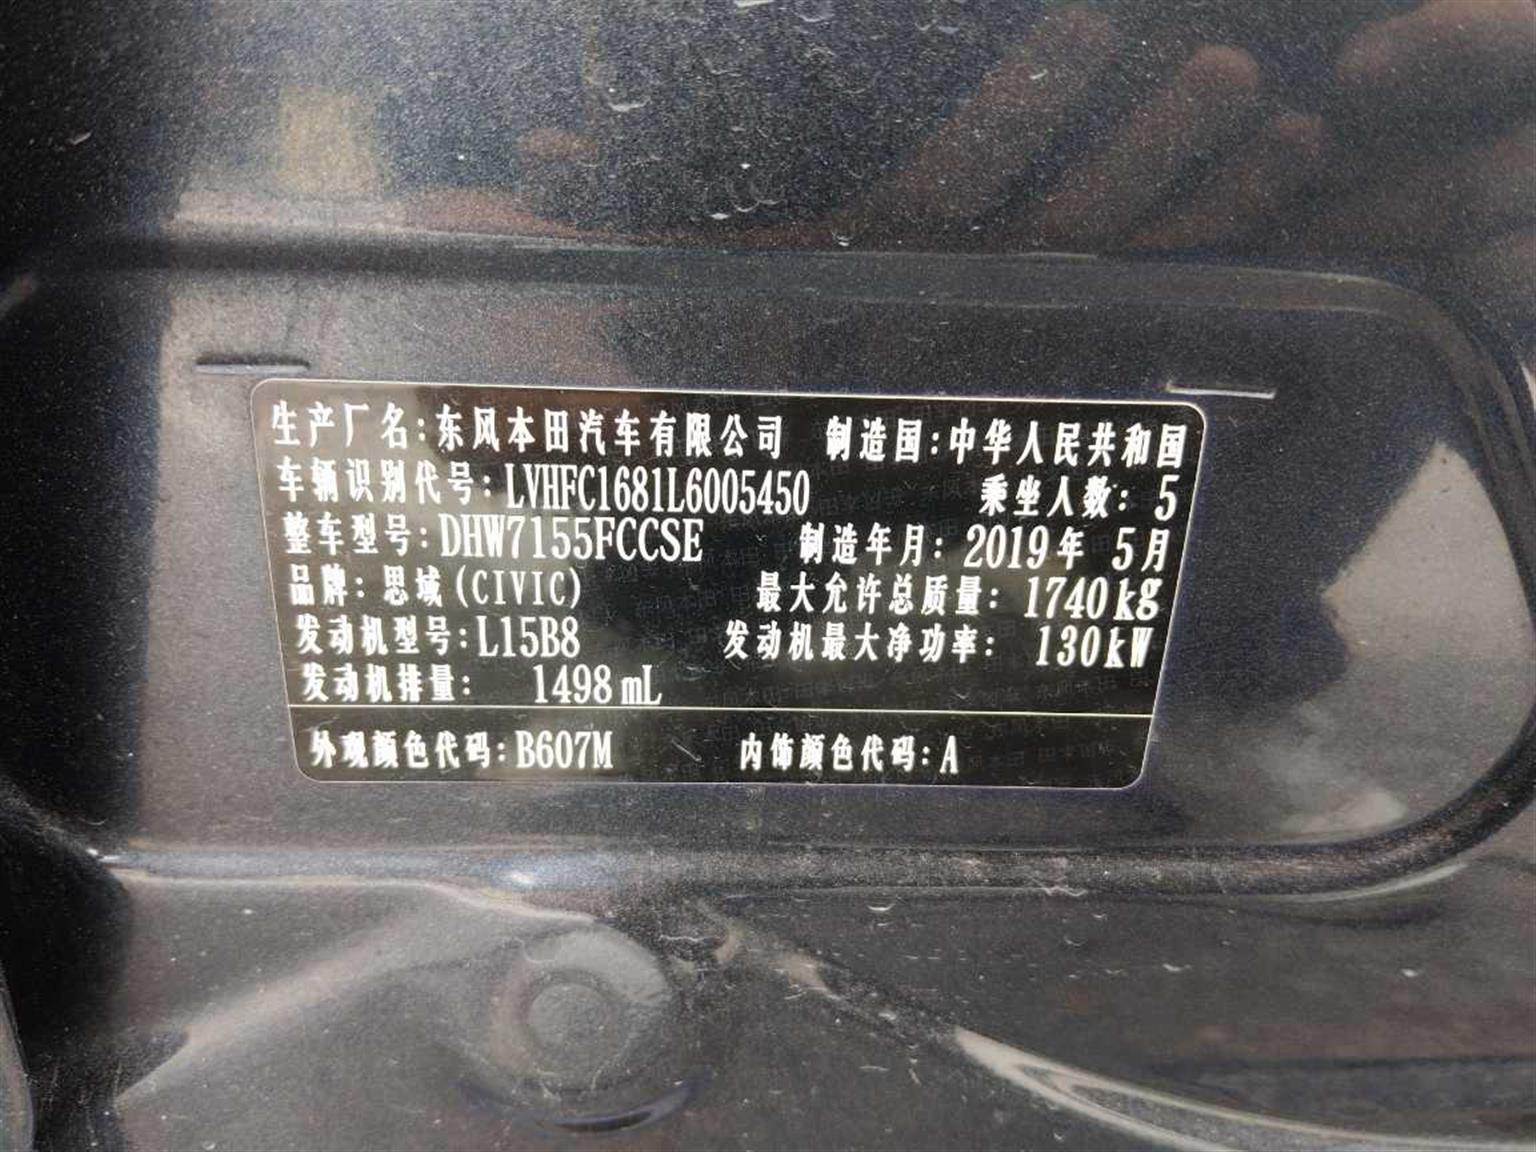 生产厂名:东风本田汽车有限公司 制造国:中华人民共和国
车辆识别代号:LVHFC1681L6005450 乘坐人数:5
整车型号:DHW7155FCCSE 制造年月:2019年 5月
品牌:思域(CIVIC) 最大允许总质量:1740kg
发动机型号:L15B8 发动机最大净功率:130kW
发动机排量:1498mL
外观颜色代码:B607M 内饰颜色代码:A